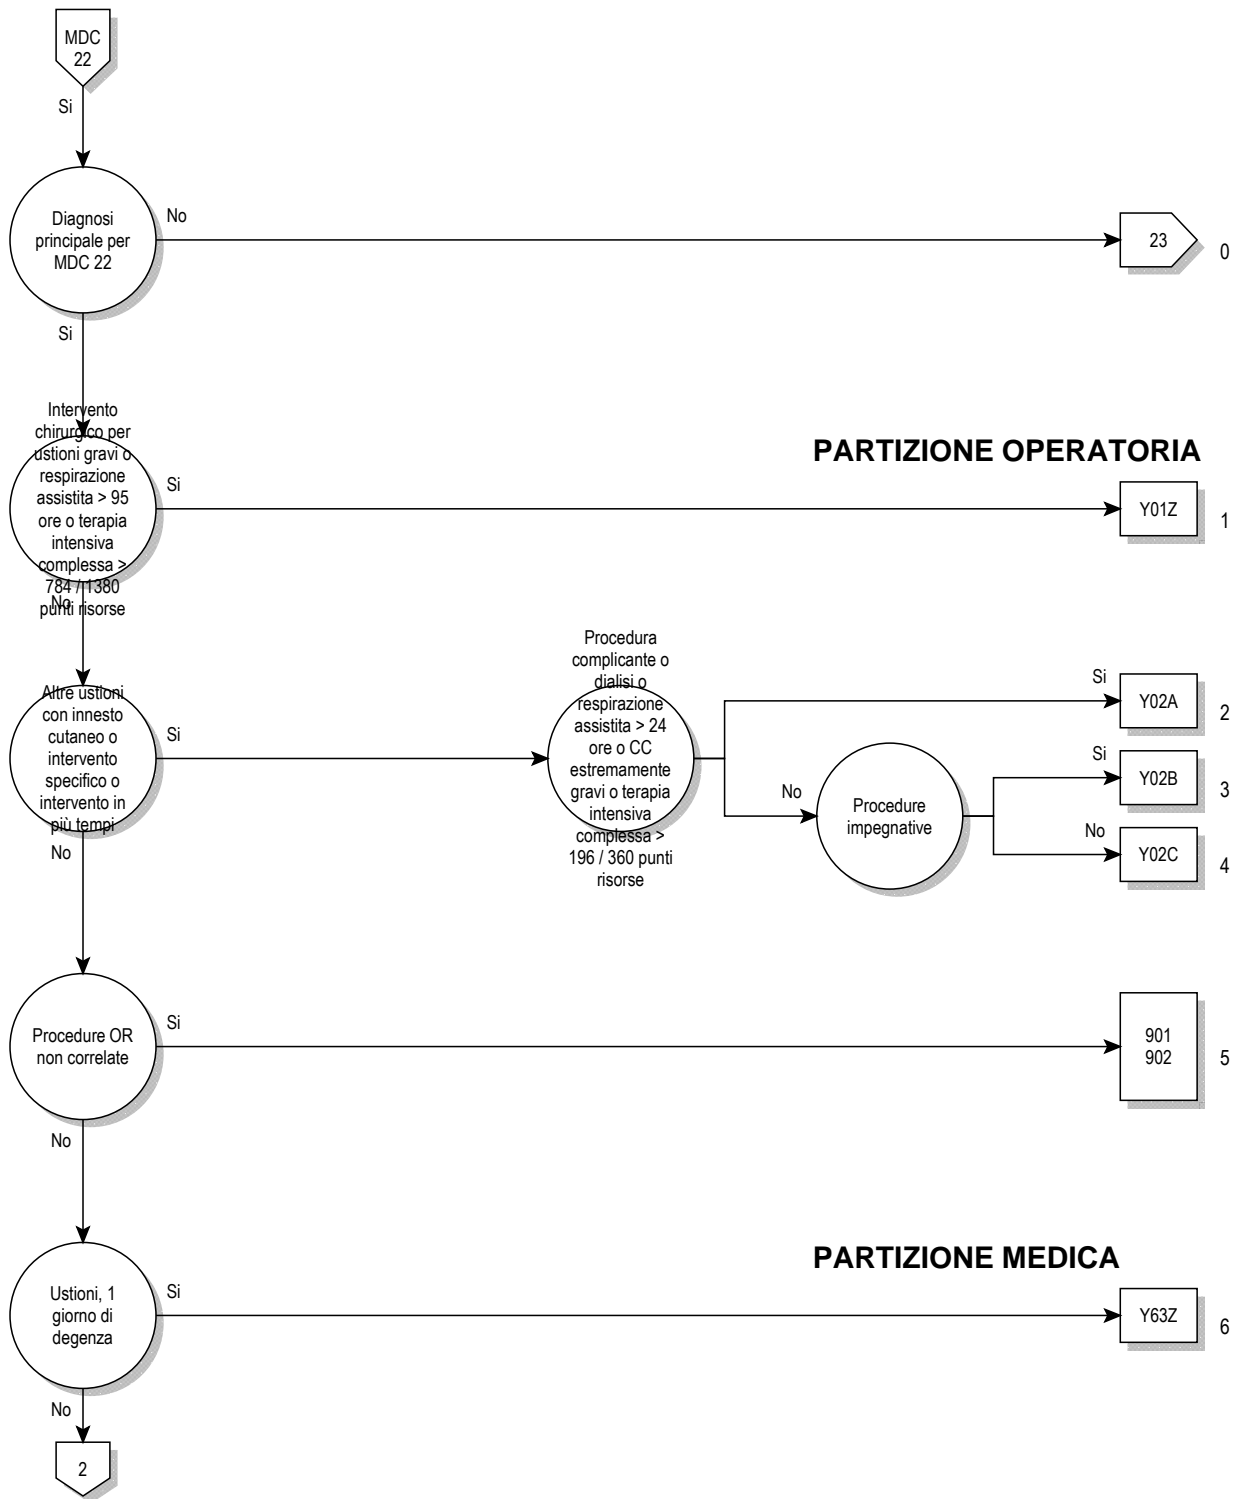 MDC
22
Si
Diagnosi
principale per
MDC 22
No
23
0
Si
Intervento
chirurgico per
ustioni gravi o
respirazione
assistita > 95
ore o terapia
intensiva
complessa >
784 / 1380
punti risorse
Si
PARTIZIONE OPERATORIA
Y01Z
1
No
Altre ustioni
con innesto
cutaneo o
intervento
specifico o
intervento in
più tempi
Si
Procedura
complicante o
dialisi o
respirazione
assistita > 24
ore o CC
estremamente
gravi o terapia
intensiva
complessa >
196 / 360 punti
risorse
Si
Y02A
2
No
Procedure
impegnative
Si
Y02B
3
No
Y02C
4
No
Procedure OR
non correlate
Si
901
902
5
No
PARTIZIONE MEDICA
Ustioni, 1
giorno di
degenza
Si
Y63Z
6
No
2